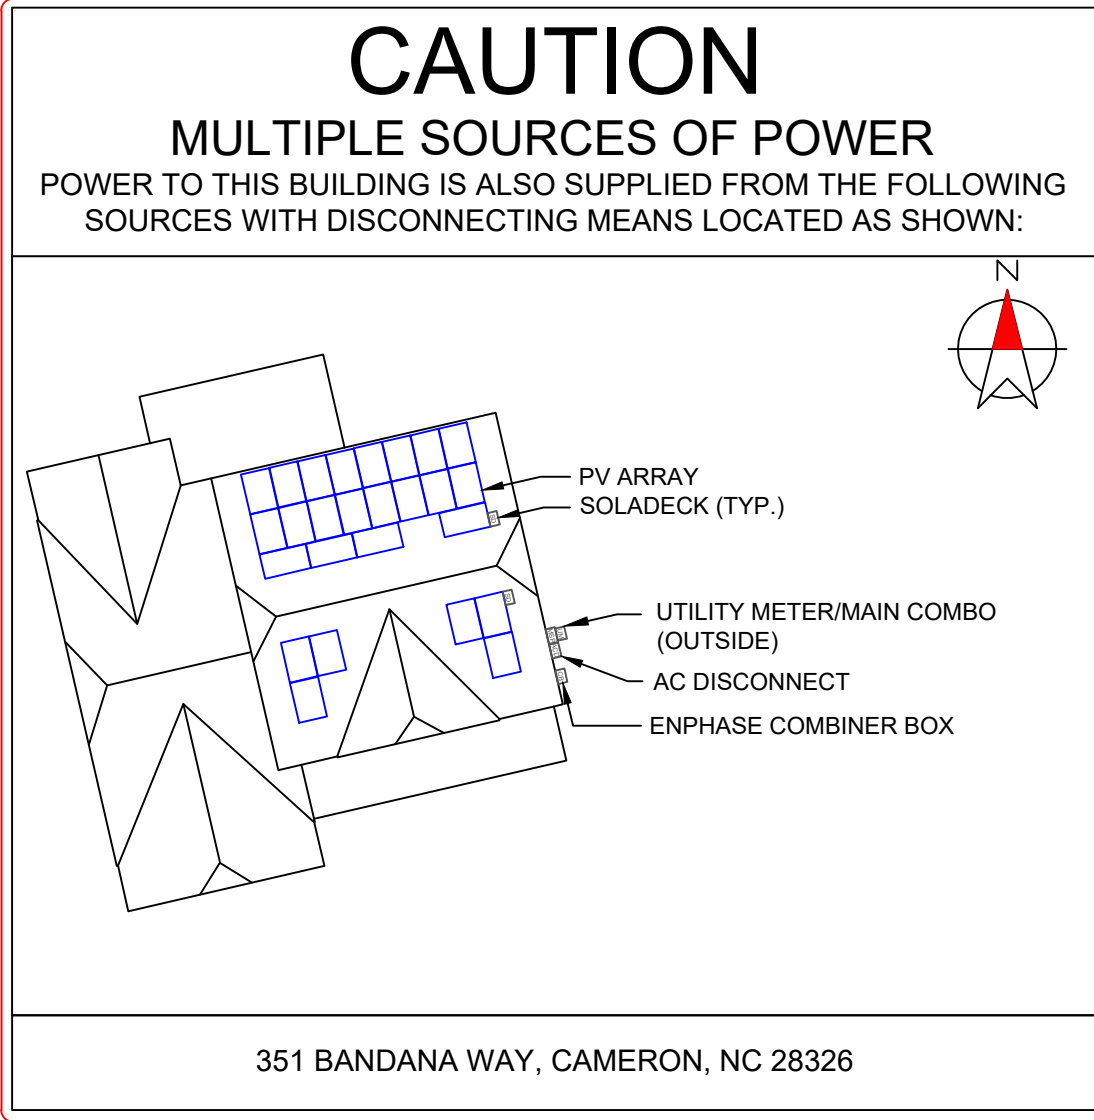 CAUTION
MULTIPLE SOURCES OF POWER
POWER TO THIS BUILDING IS ALSO SUPPLIED FROM THE FOLLOWING
SOURCES WITH DISCONNECTING MEANS LOCATED AS SHOWN:
N
PV ARRAY
SOLADECK (TYP.)
UTILITY METER/MAIN COMBO
(OUTSIDE)
AC DISCONNECT
ENPHASE COMBINER BOX
351 BANDANA WAY, CAMERON, NC 28326